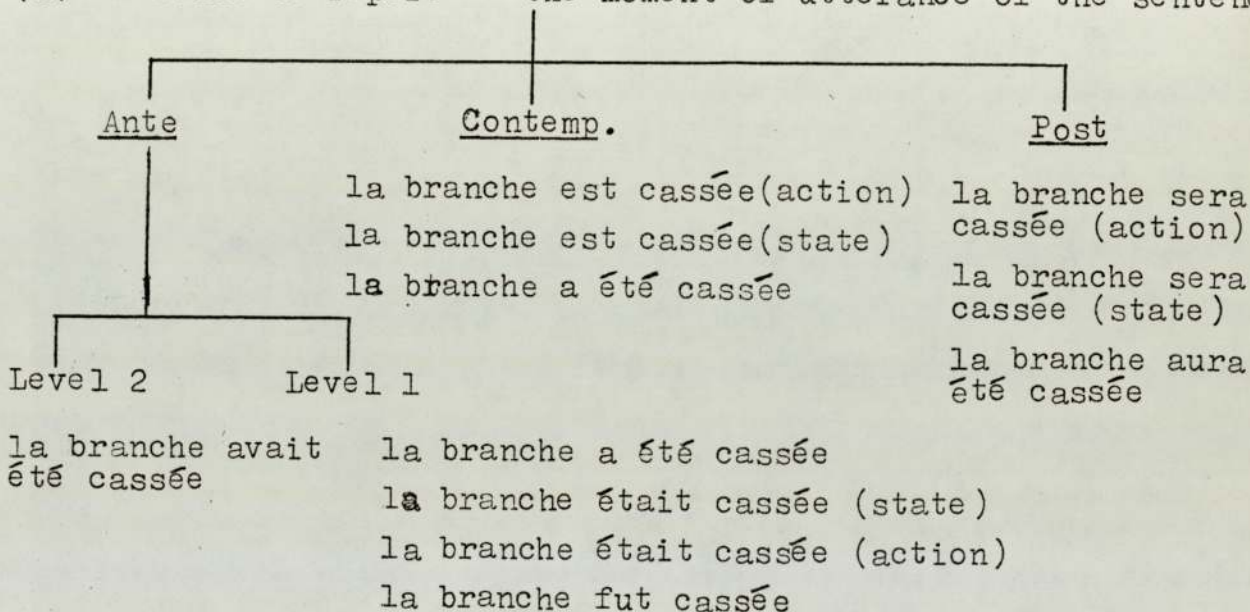 the moment of utterance of the senten
Ante
Contemp.
Post
la branche est cassée(action)
la branche est cassée(state)
la branche a été cassée
la branche sera
cassée (action)
la branche sera
cassée (state)
la branche aura
été cassée
Level 2
Level 1
la branche avait
été cassée
la branche a été cassée
la branche était cassée (state)
la branche était cassée (action)
la branche fut cassée